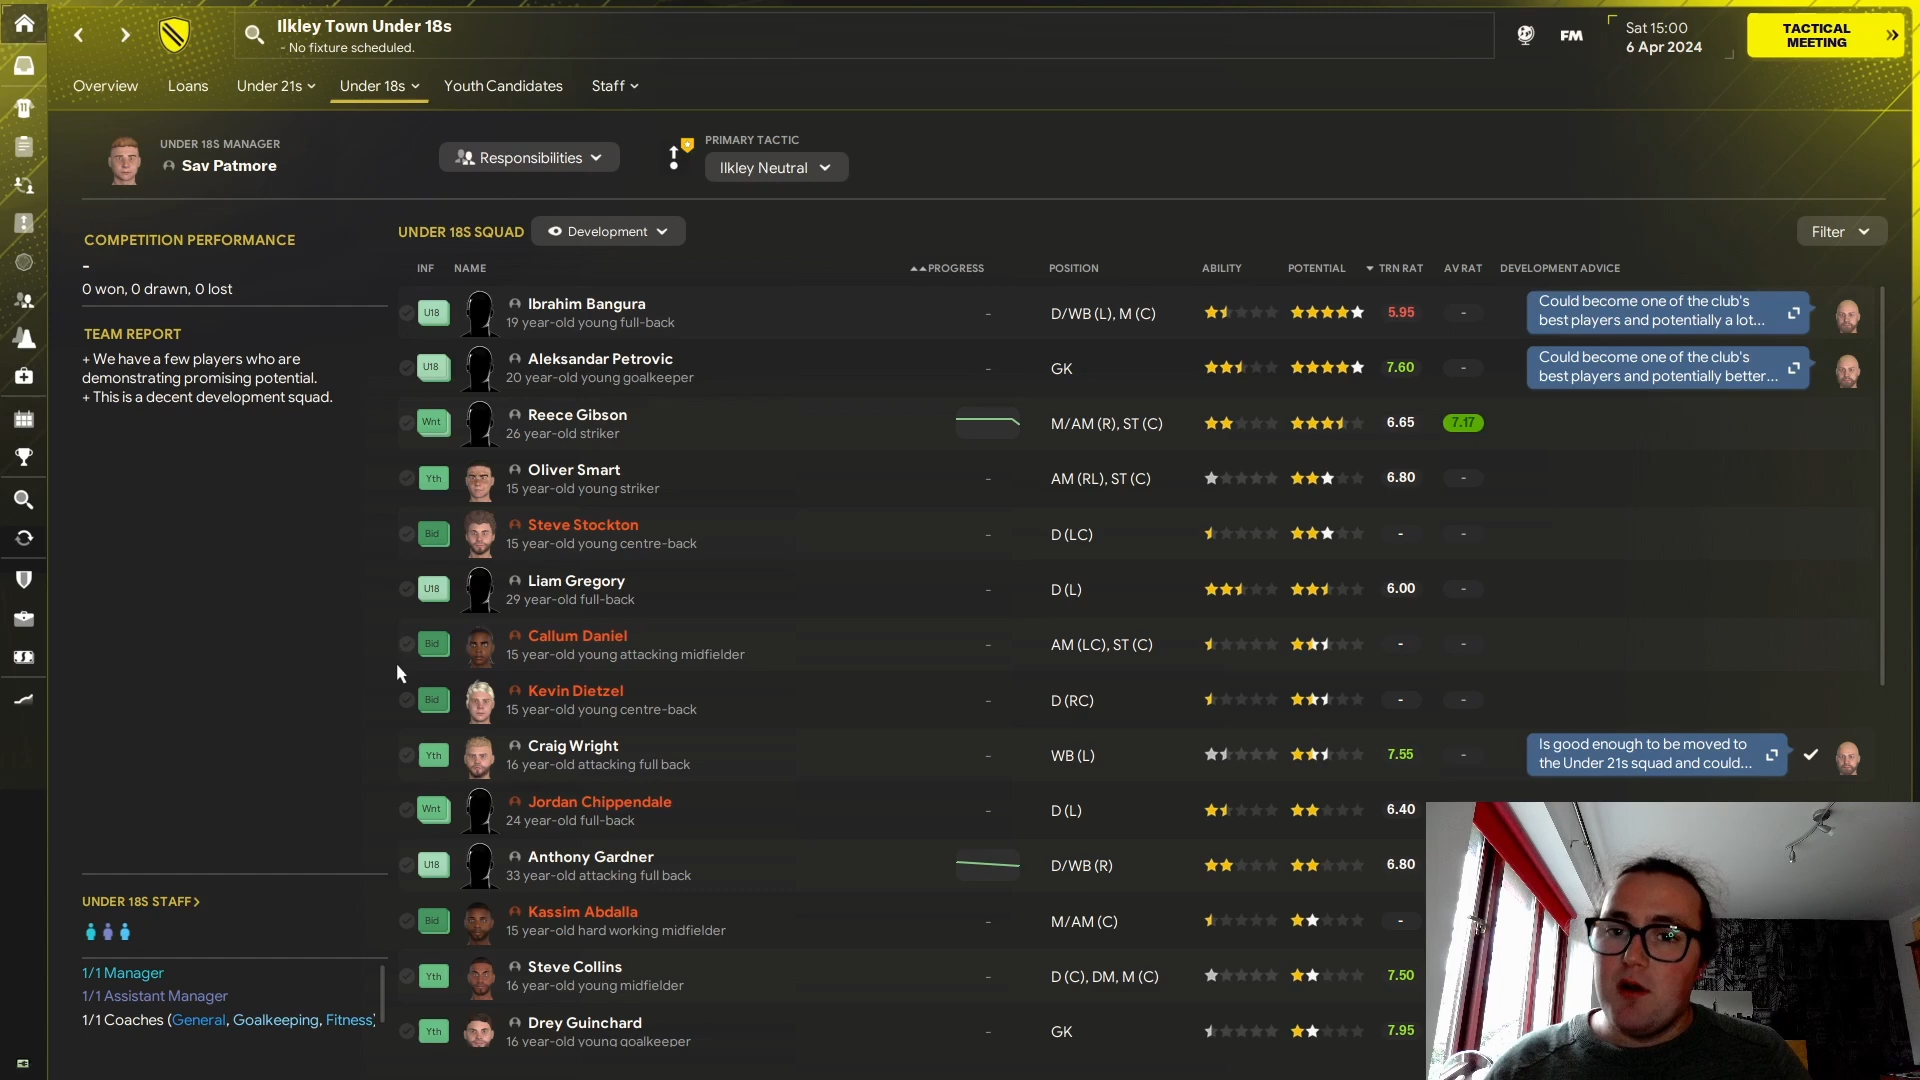 Ilkley Town Under 18s
- No fixture scheduled.
FM
Sat 15:00
6 Apr 2024
TACTICAL
MEETING
Overview
Loans
Under 21s
Under 18s
Youth Candidates
Staff
UNDER 18S MANAGER
Sav Patmore
Responsibilities
PRIMARY TACTIC
Ilkley Neutral
COMPETITION PERFORMANCE
-
0 won, 0 drawn, 0 lost
TEAM REPORT
+ We have a few players who are
demonstrating promising potential.
+ This is a decent development squad.
UNDER 18S STAFF
1/1 Manager
1/1 Assistant Manager
1/1 Coaches (General, Goalkeeping, Fitness)
UNDER 18S SQUAD
Development
Filter
INF NAME PROGRESS POSITION ABILITY POTENTIAL TRN RAT AV RAT DEVELOPMENT ADVICE
U18 Ibrahim Bangura - D/WB (L), M (C) 5.95 -
19 year-old young full-back
Could become one of the club's
best players and potentially a lot...
U18 Aleksandar Petrovic - GK 7.60 -
20 year-old young goalkeeper
Could become one of the club's
best players and potentially better...
Wnt Reece Gibson M/AM (R), ST (C) 6.65 7.17
26 year-old striker
Yth Oliver Smart - AM (RL), ST (C) 6.80 -
15 year-old young striker
Bid Steve Stockton - D (LC) - -
15 year-old young centre-back
U18 Liam Gregory - D (L) 6.00 -
29 year-old full-back
Bid Callum Daniel - AM (LC), ST (C) - -
15 year-old young attacking midfielder
Bid Kevin Dietzel - D (RC) - -
15 year-old young centre-back
Yth Craig Wright - WB (L) 7.55 -
16 year-old attacking full back
Is good enough to be moved to
the Under 21s squad and could...
Wnt Jordan Chippendale - D (L) 6.40
24 year-old full-back
U18 Anthony Gardner D/WB (R) 6.80
33 year-old attacking full back
Bid Kassim Abdalla - M/AM (C) -
15 year-old hard working midfielder
Yth Steve Collins - D (C), DM, M (C) 7.50
16 year-old young midfielder
Yth Drey Guinchard - GK 7.95
16 year-old young goalkeeper